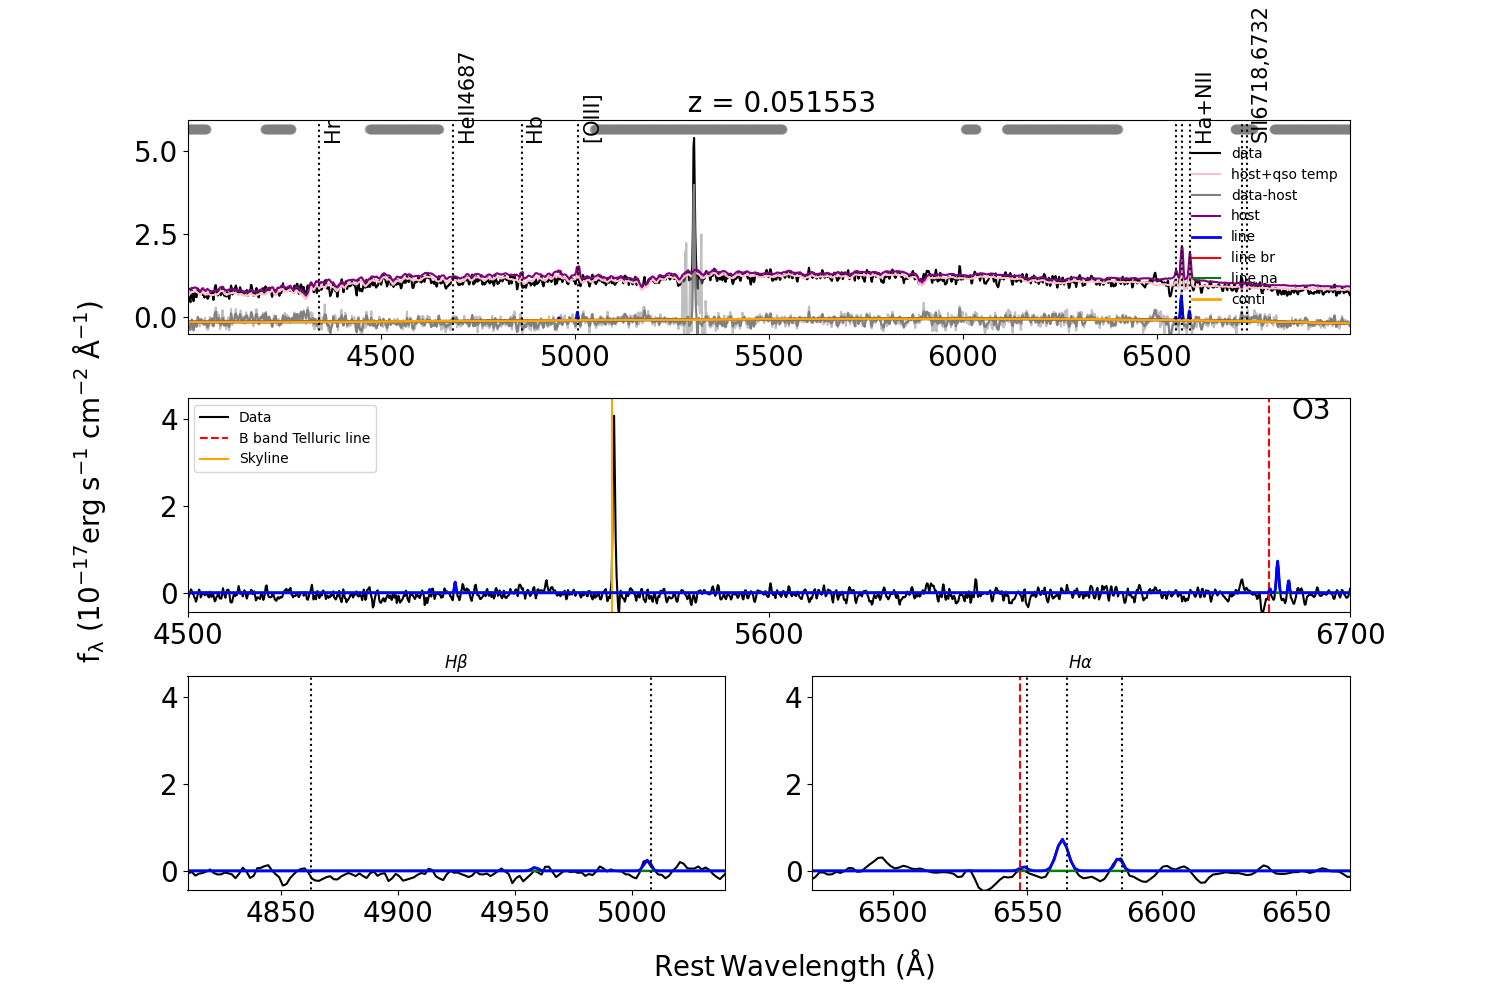 z = 0.051553
Hr
HeII4687
Hb
[OIII]
Ha+NII
SII6718,6732
5.0
2.5
0.0
data
host+qso temp
data-host
host
line
line br
line na
conti
4500
5000
5500
6000
6500
fλ (10⁻¹⁷erg s⁻¹ cm⁻² Å⁻¹)
4
2
0
Data
B band Telluric line
Skyline
O3
4500
5600
6700
Hβ
4
2
0
4850
4900
4950
5000
Hα
4
2
0
6500
6550
6600
6650
Rest Wavelength (Å)